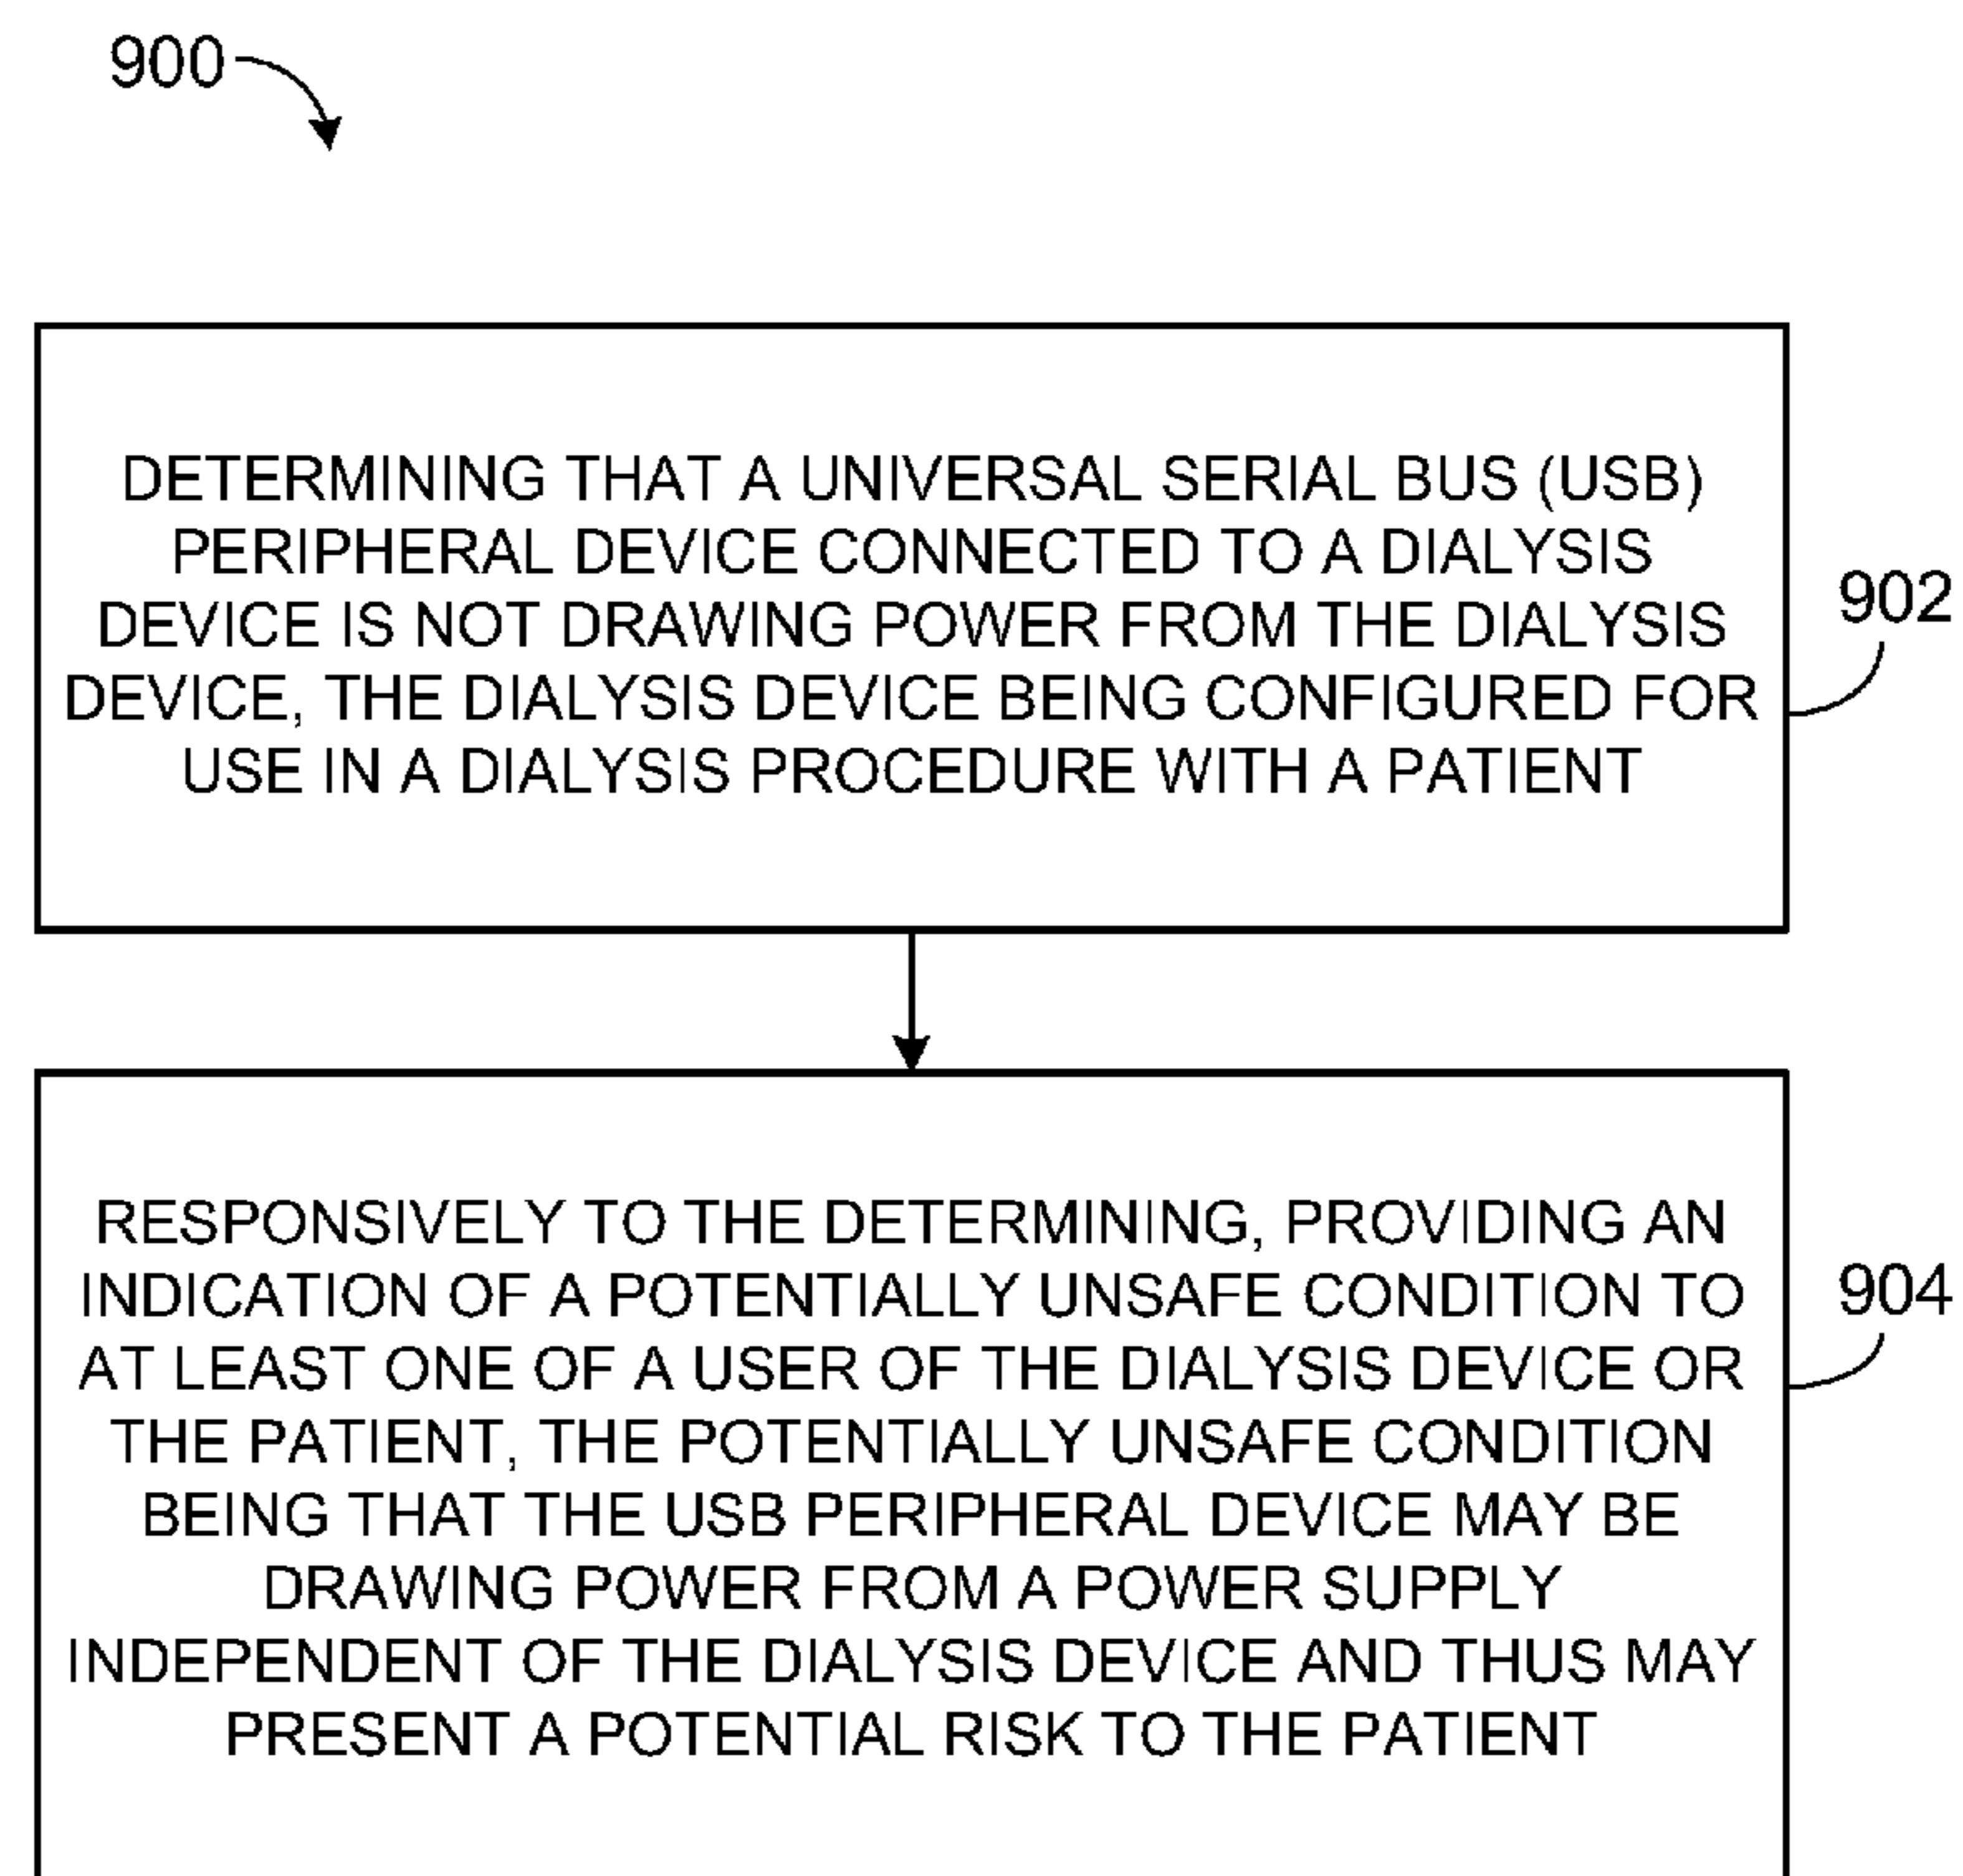 900
DETERMINING THAT A UNIVERSAL SERIAL BUS (USB)
PERIPHERAL DEVICE CONNECTED TO A DIALYSIS
DEVICE IS NOT DRAWING POWER FROM THE DIALYSIS
DEVICE, THE DIALYSIS DEVICE BEING CONFIGURED FOR
USE IN A DIALYSIS PROCEDURE WITH A PATIENT
902
RESPONSIVELY TO THE DETERMINING, PROVIDING AN
INDICATION OF A POTENTIALLY UNSAFE CONDITION TO
AT LEAST ONE OF A USER OF THE DIALYSIS DEVICE OR
THE PATIENT, THE POTENTIALLY UNSAFE CONDITION
BEING THAT THE USB PERIPHERAL DEVICE MAY BE
DRAWING POWER FROM A POWER SUPPLY
INDEPENDENT OF THE DIALYSIS DEVICE AND THUS MAY
PRESENT A POTENTIAL RISK TO THE PATIENT
904